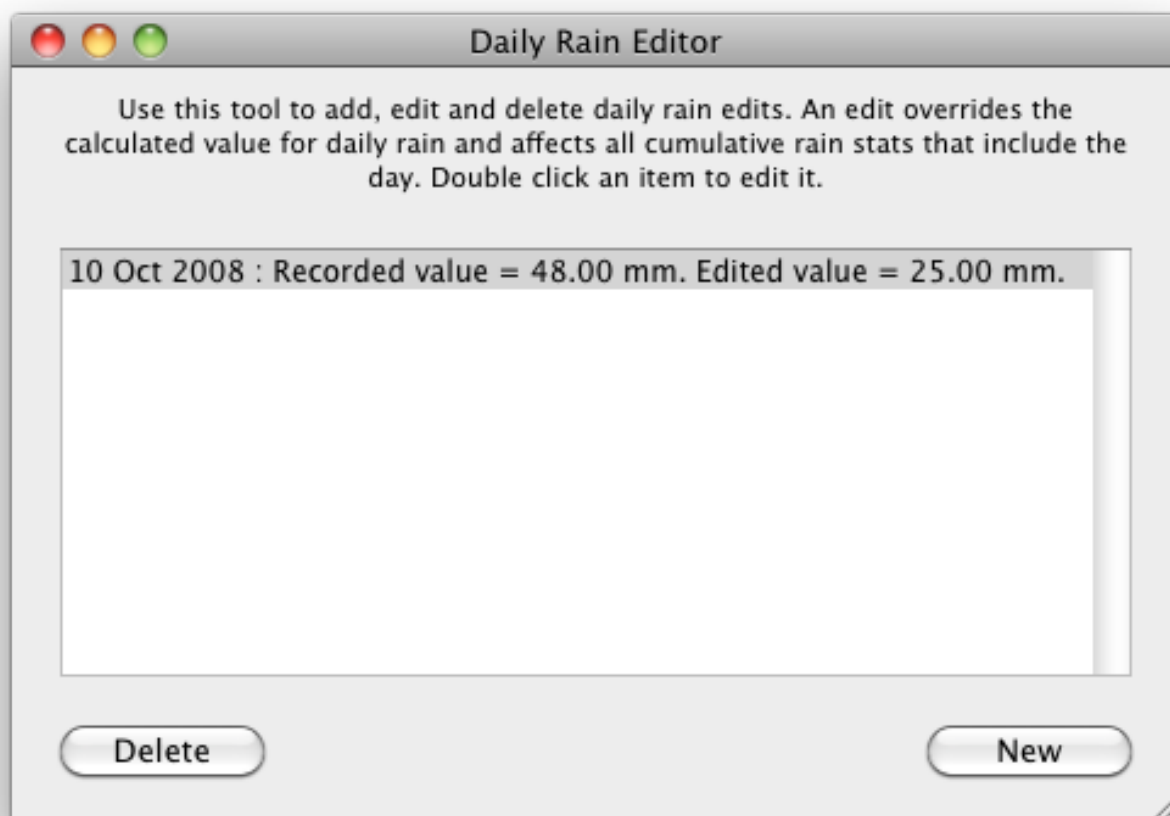 Daily Rain Editor
Use this tool to add, edit and delete daily rain edits. An edit overrides the
calculated value for daily rain and affects all cumulative rain stats that include the
day. Double click an item to edit it.
10 Oct 2008 : Recorded value = 48.00 mm. Edited value = 25.00 mm.
Delete
New